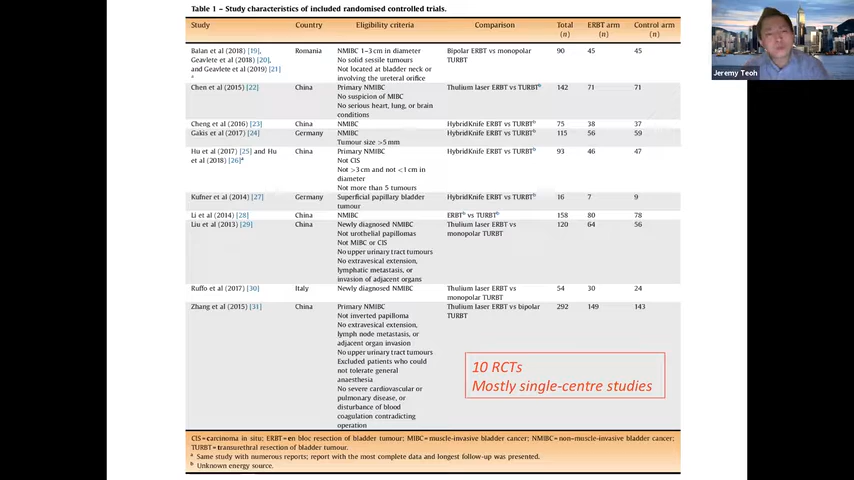 Table 1 – Study characteristics of included randomised controlled trials.
Study Country Eligibility criteria Comparison Total (n) ERBT arm (n) Control arm (n)
Balan et al (2018) [19], Romania NMIBC 1–3 cm in diameter Bipolar ERBT vs monopolar 90 45 45
Geavlete et al (2018) [20], No solid sessile tumours TURBT
and Geavlete et al (2019) [21] Not located at bladder neck or
a involving the ureteral orifice
Chen et al (2015) [22] China Primary NMIBC Thulium laser ERBT vs TURBTb 142 71 71
No suspicion of MIBC
No serious heart, lung, or brain
conditions
Cheng et al (2016) [23] China NMIBC HybridKnife ERBT vs TURBTb 75 38 37
Gakis et al (2017) [24] Germany NMIBC HybridKnife ERBT vs TURBTb 115 56 59
Tumour size >5 mm
Hu et al (2017) [25] and Hu China Primary NMIBC HybridKnife ERBT vs TURBTb 93 46 47
et al (2018) [26]a Not CIS
Not >3 cm and not <1 cm in
diameter
Not more than 5 tumours
Kufner et al (2014) [27] Germany Superficial papillary bladder HybridKnife ERBT vs TURBTb 16 7 9
tumour
Li et al (2014) [28] China NMIBC ERBTb vs TURBTb 158 80 78
Liu et al (2013) [29] China Newly diagnosed NMIBC Thulium laser ERBT vs 120 64 56
Not urothelial papillomas monopolar TURBT
Not MIBC or CIS
No upper urinary tract tumours
No extravesical extension,
lymphatic metastasis, or
invasion of adjacent organs
Ruffo et al (2017) [30] Italy Newly diagnosed NMIBC Thulium laser ERBT vs 54 30 24
monopolar TURBT
Zhang et al (2015) [31] China Primary NMIBC Thulium laser ERBT vs bipolar 292 149 143
Not inverted papilloma TURBT
No extravesical extension,
lymph node metastasis, or
adjacent organ invasion
No upper urinary tract tumours
Excluded patients who could
not tolerate general
anaesthesia
No severe cardiovascular or
pulmonary disease, or
disturbance of blood
coagulation contradicting
operation
10 RCTs
Mostly single-centre studies
CIS = carcinoma in situ; ERBT = en bloc resection of bladder tumour; MIBC = muscle-invasive bladder cancer; NMIBC = non–muscle-invasive bladder cancer;
TURBT = transurethral resection of bladder tumour.
a Same study with numerous reports; report with the most complete data and longest follow-up was presented.
b Unknown energy source.
Jeremy Teoh